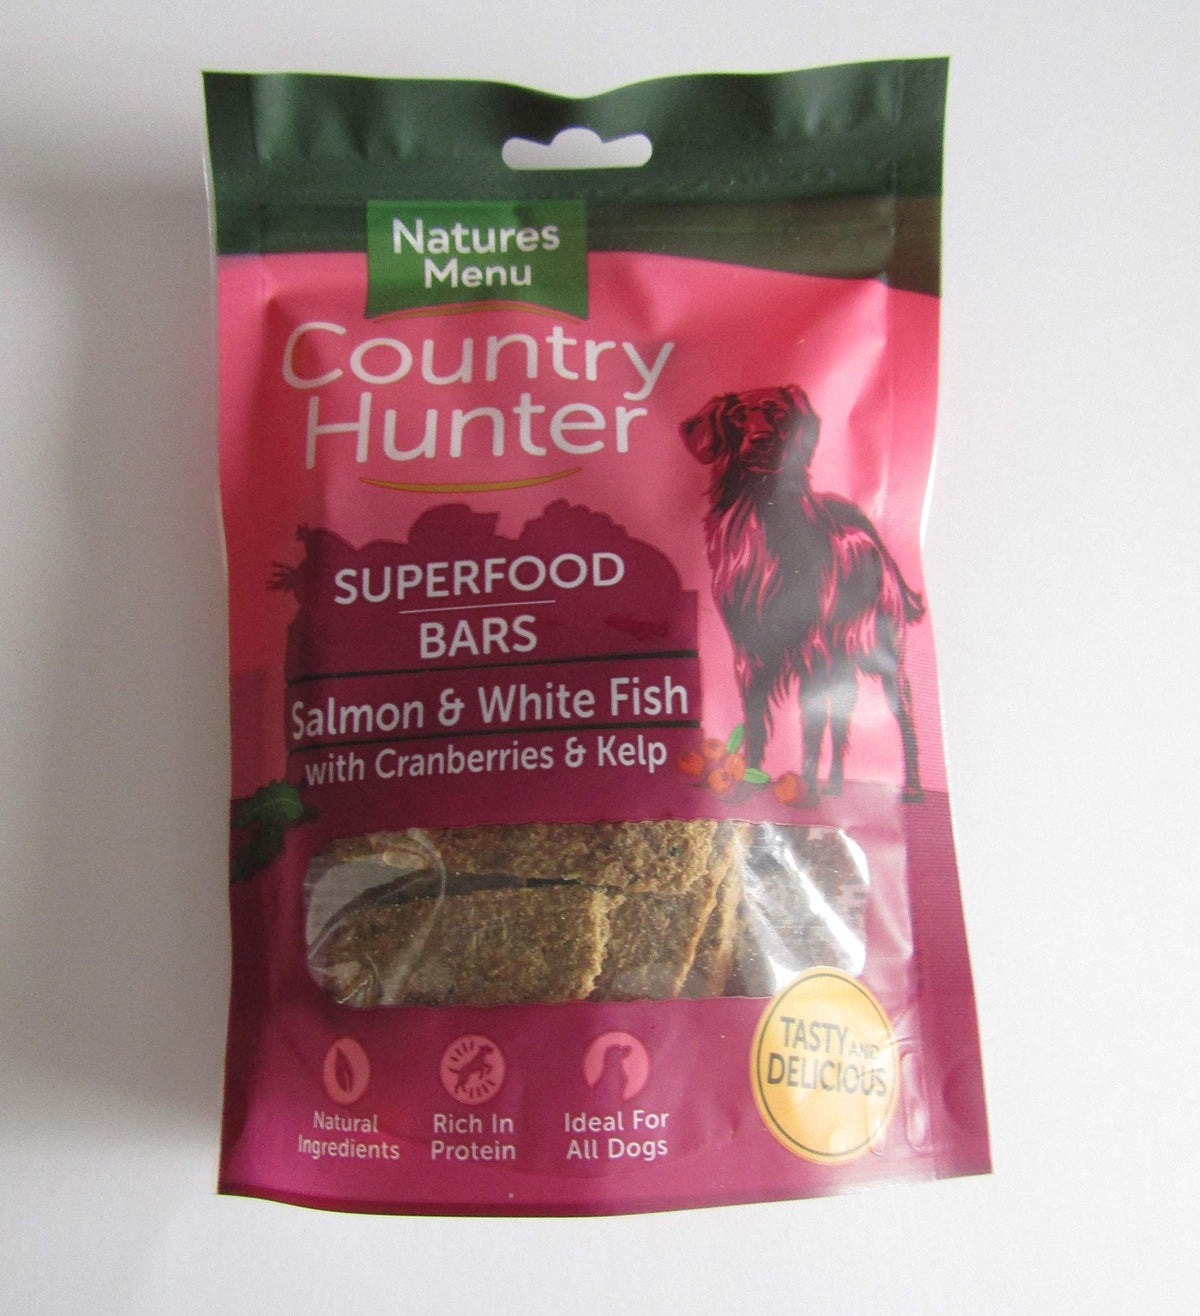 Natures
Menu
Country
Hunter
SUPERFOOD
BARS
Salmon & White Fish
with Cranberries & Kelp
TASTY AND
DELICIOUS
Natural
Ingredients
Rich In
Protein
Ideal For
All Dogs